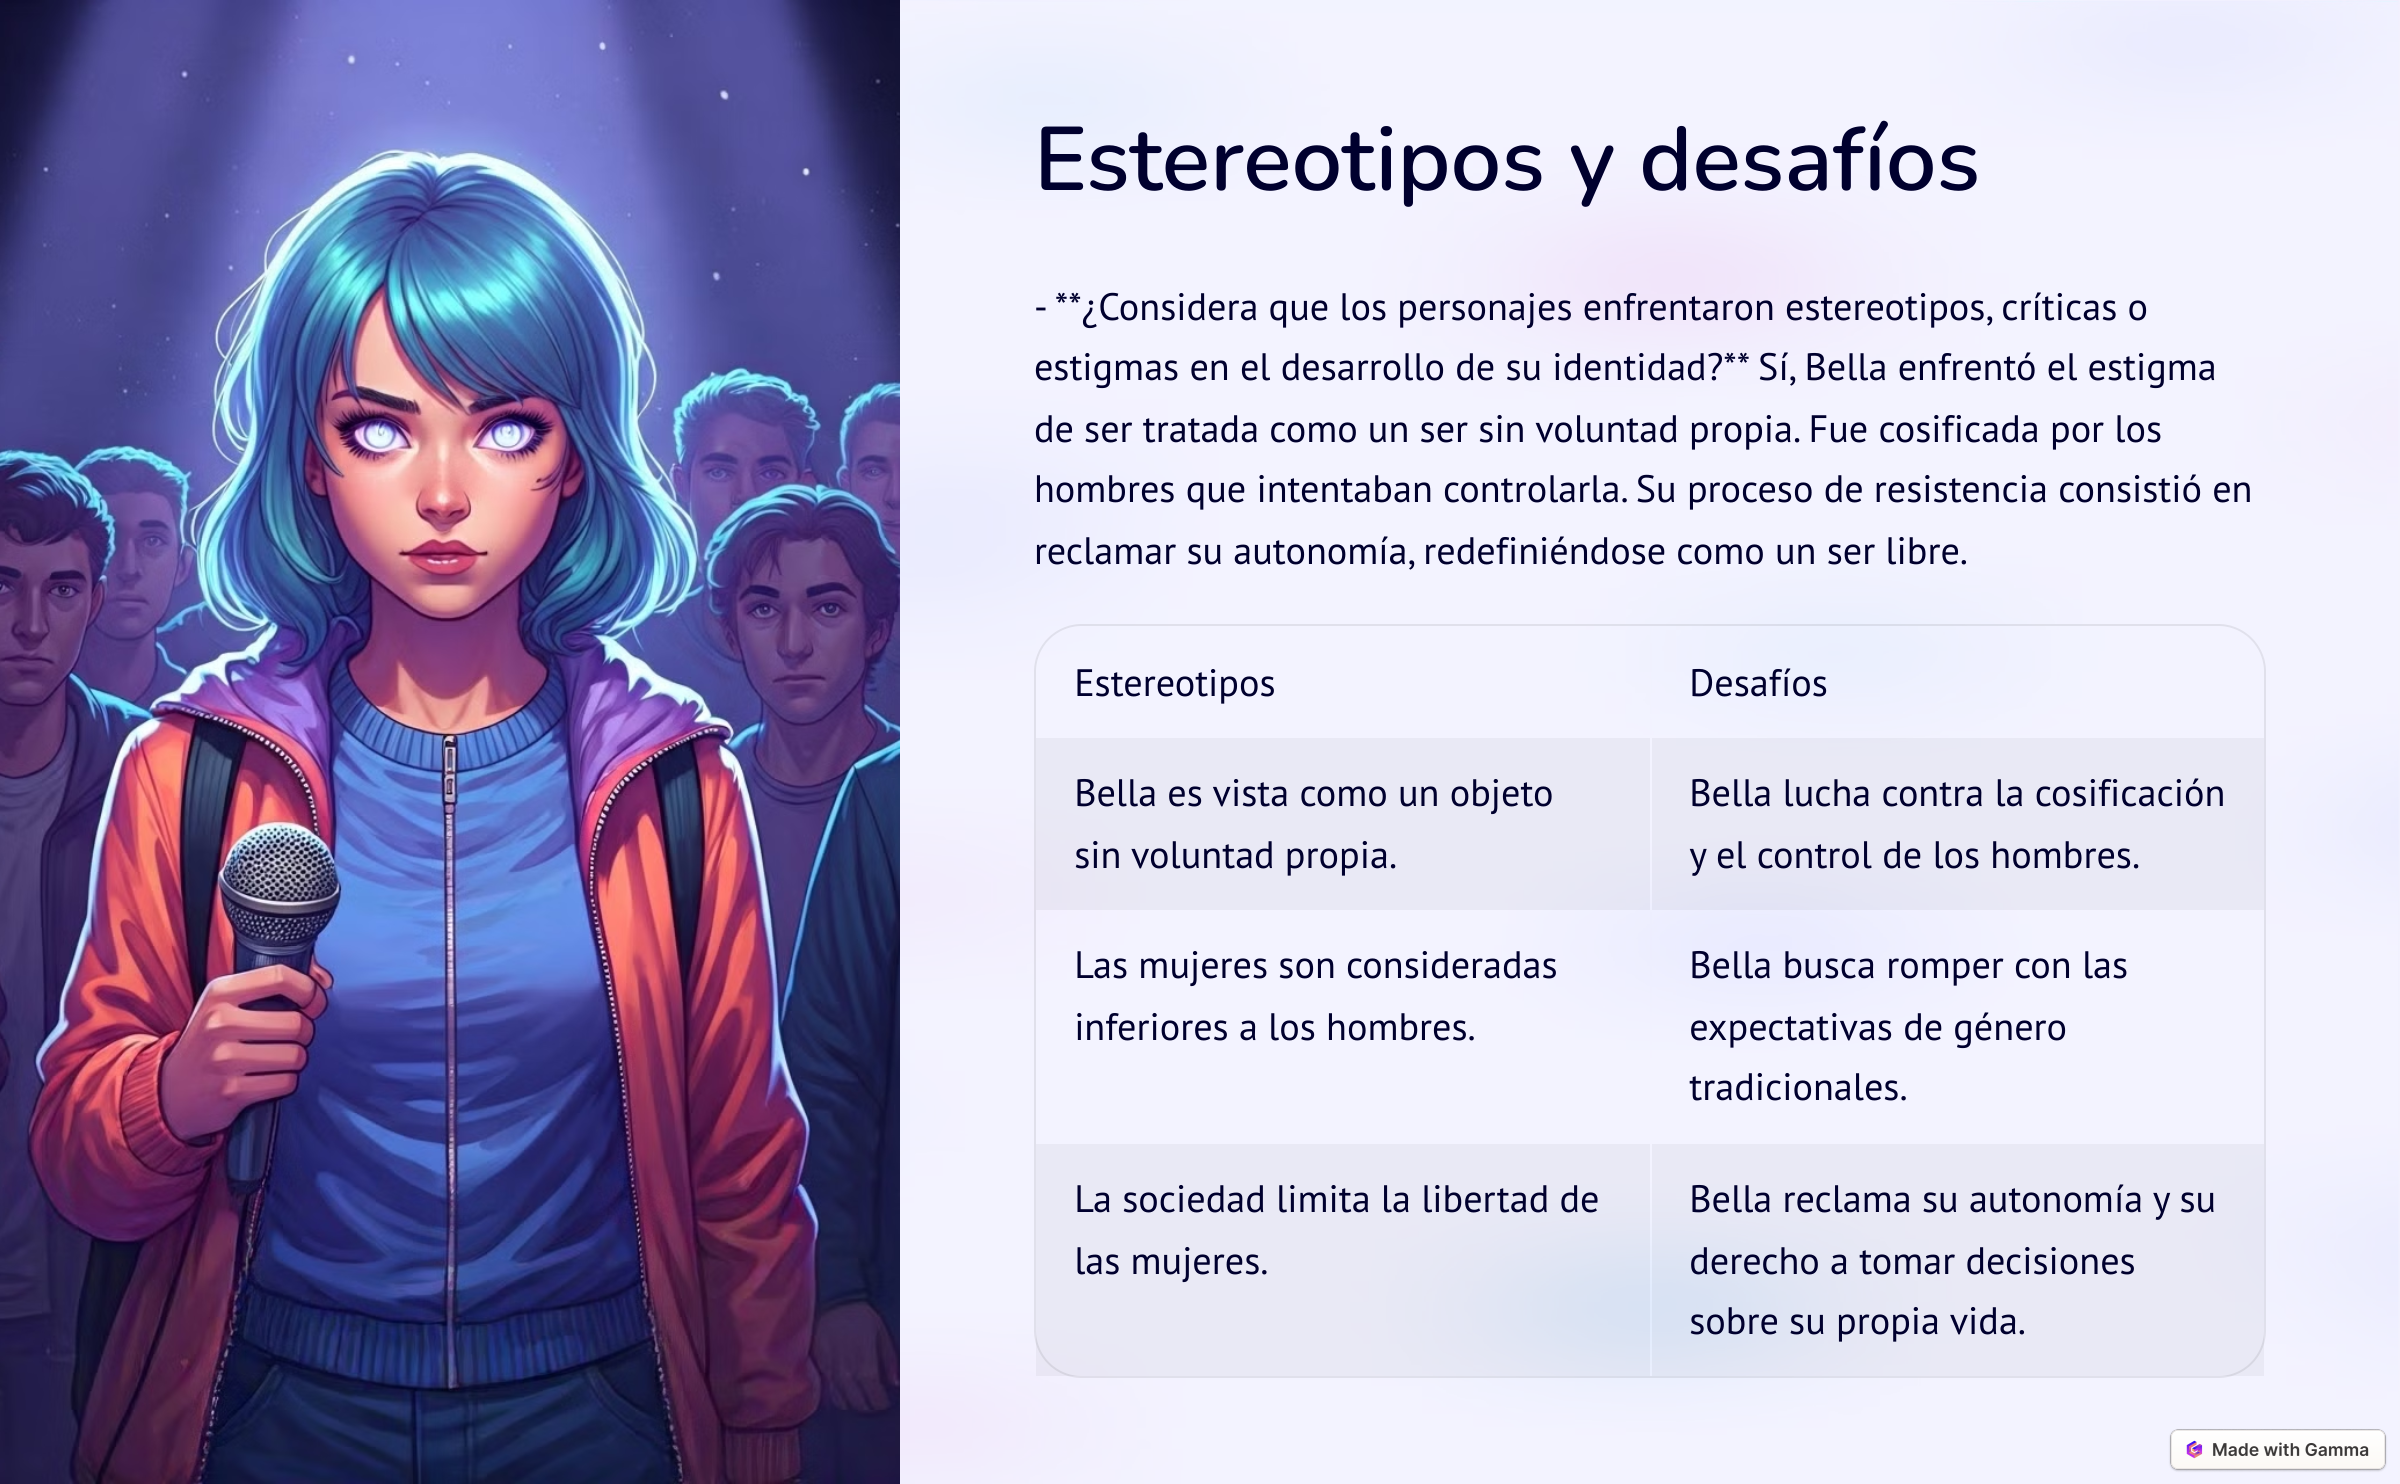 Estereotipos y desafíos
- **¿Considera que los personajes enfrentaron estereotipos, críticas o
estigmas en el desarrollo de su identidad?** Sí, Bella enfrentó el estigma
de ser tratada como un ser sin voluntad propia. Fue cosificada por los
hombres que intentaban controlarla. Su proceso de resistencia consistió en
reclamar su autonomía, redefiniéndose como un ser libre.
Estereotipos
Desafíos
Bella es vista como un objeto
sin voluntad propia.
Bella lucha contra la cosificación
y el control de los hombres.
Las mujeres son consideradas
inferiores a los hombres.
Bella busca romper con las
expectativas de género
tradicionales.
La sociedad limita la libertad de
las mujeres.
Bella reclama su autonomía y su
derecho a tomar decisiones
sobre su propia vida.
Made with Gamma